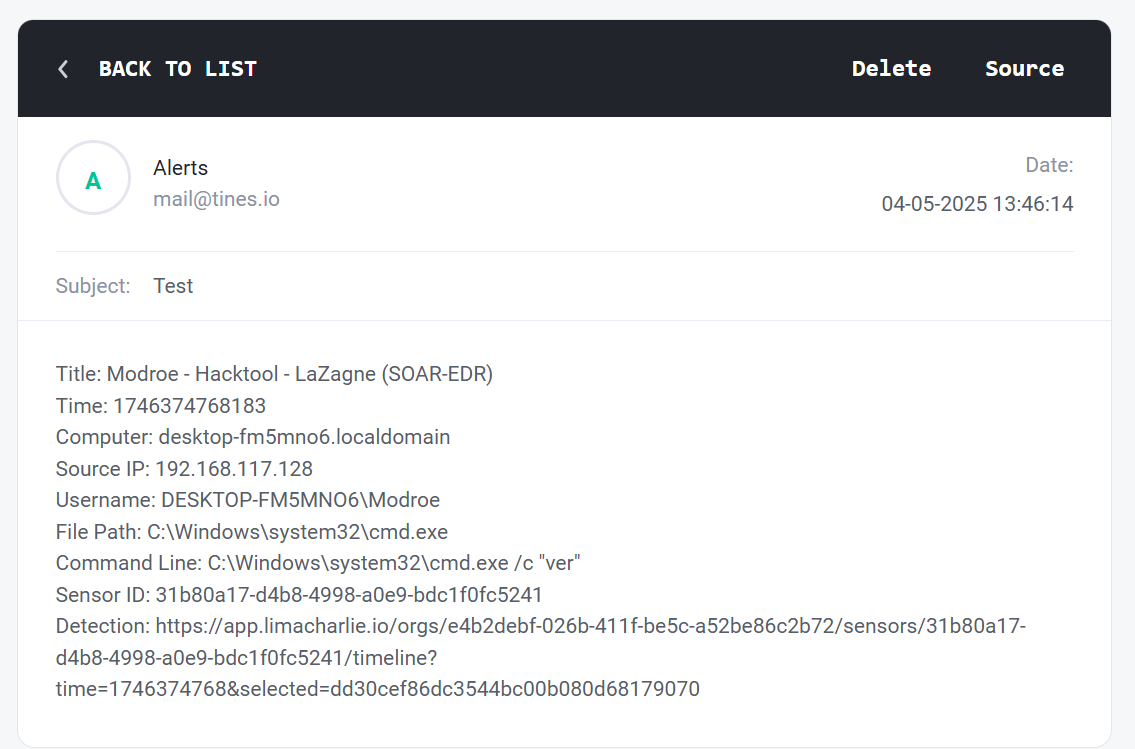 BACK TO LIST
Delete
Source
A
Alerts
mail@tines.io
Date:
04-05-2025 13:46:14
Subject: Test
Title: Modroe - Hacktool - LaZagne (SOAR-EDR)
Time: 1746374768183
Computer: desktop-fm5mno6.localdomain
Source IP: 192.168.117.128
Username: DESKTOP-FM5MNO6\Modroe
File Path: C:\Windows\system32\cmd.exe
Command Line: C:\Windows\system32\cmd.exe /c "ver"
Sensor ID: 31b80a17-d4b8-4998-a0e9-bdc1f0fc5241
Detection: https://app.limacharlie.io/orgs/e4b2debf-026b-411f-be5c-a52be86c2b72/sensors/31b80a17-
d4b8-4998-a0e9-bdc1f0fc5241/timeline?
time=1746374768&selected=dd30cef86dc3544bc00b080d68179070